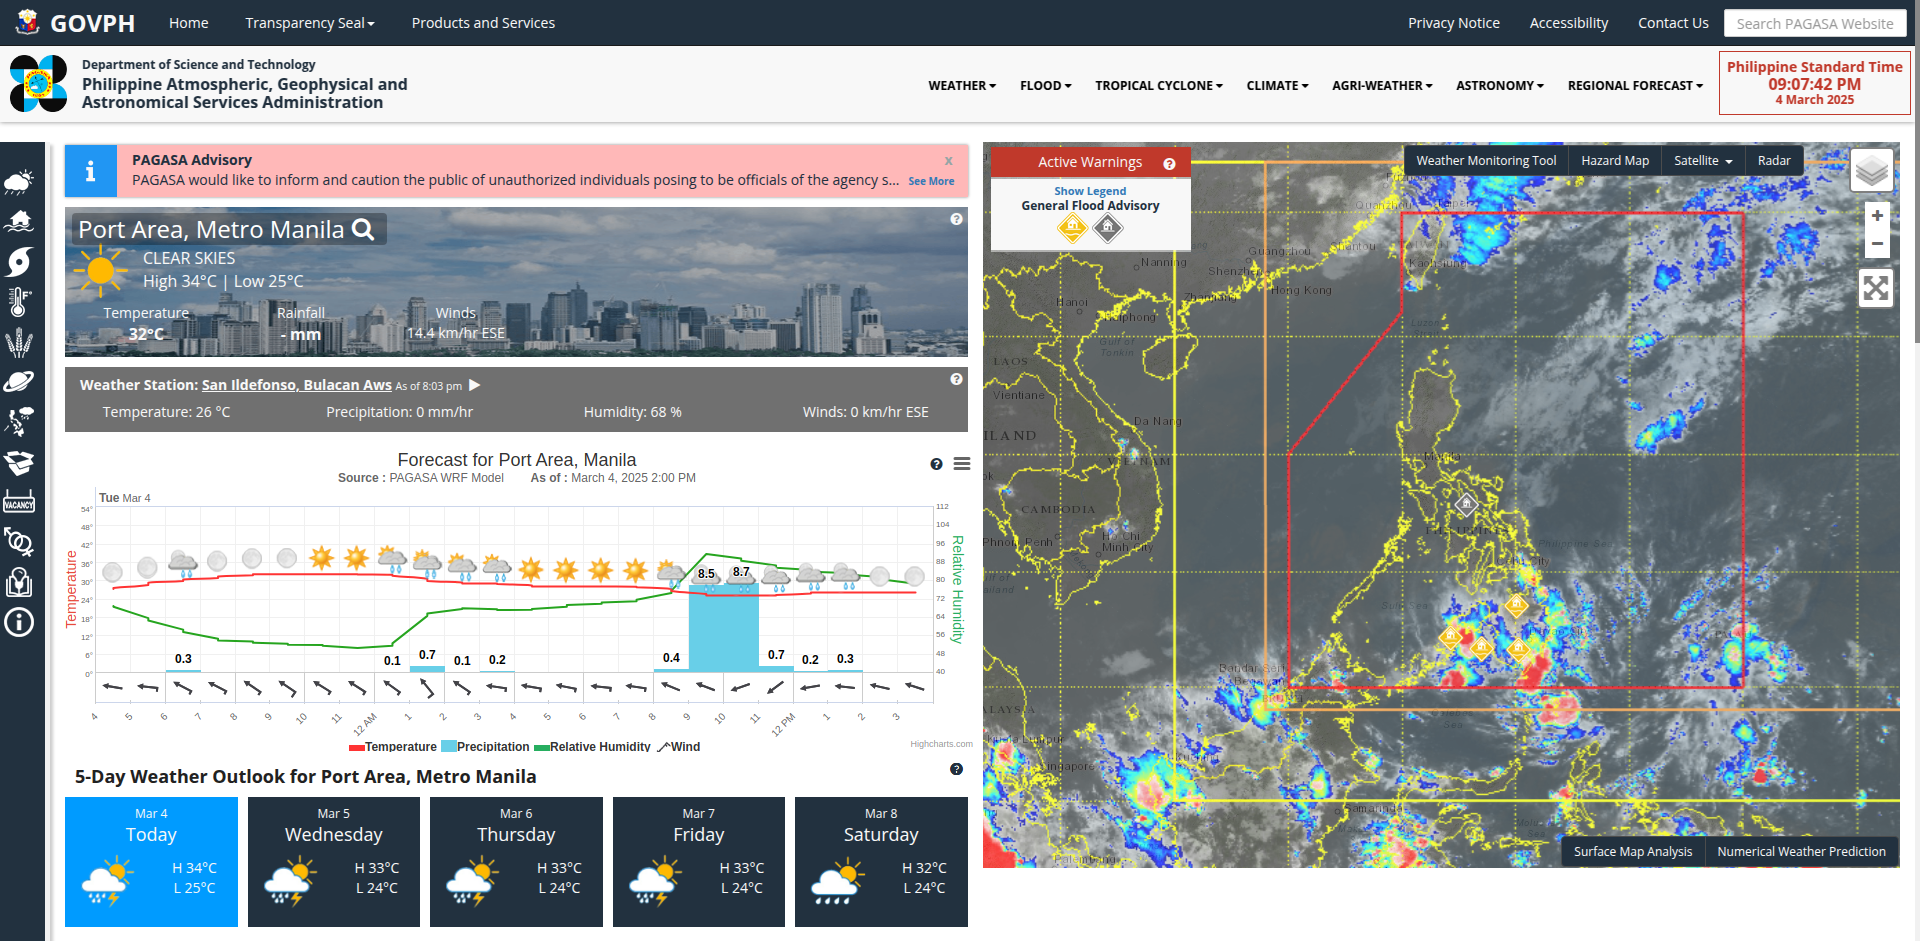 GOVPH
Home
Transparency Seal
Products and Services
Privacy Notice
Accessibility
Contact Us
Search PAGASA Website
Department of Science and Technology
Philippine Atmospheric, Geophysical and
Astronomical Services Administration
WEATHER
FLOOD
TROPICAL CYCLONE
CLIMATE
AGRI-WEATHER
ASTRONOMY
REGIONAL FORECAST
Philippine Standard Time
09:07:42 PM
4 March 2025
VACANCY
PAGASA Advisory
x
PAGASA would like to inform and caution the public of unauthorized individuals posing to be officials of the agency s... See More
Port Area, Metro Manila
CLEAR SKIES
High 34°C | Low 25°C
Temperature
Rainfall
Winds
32°C
- mm
14.4 km/hr ESE
Weather Station: San Ildefonso, Bulacan Aws As of 8:03 pm
Temperature: 26 °C
Precipitation: 0 mm/hr
Humidity: 68 %
Winds: 0 km/hr ESE
Forecast for Port Area, Manila
Source : PAGASA WRF Model As of : March 4, 2025 2:00 PM
Tue Mar 4
Temperature
54°
48°
42°
36°
30°
24°
18°
12°
6°
0°
112
104
96
88
80
72
64
56
48
40
Relative Humidity
0.3
0.1
0.7
0.1
0.2
0.4
8.5
8.7
0.7
0.2
0.3
4 5 6 7 8 9 10 11 12 AM 1 2 3 4 5 6 7 8 9 10 11 12 PM 1 2 3
Temperature Precipitation Relative Humidity Wind
Highcharts.com
5-Day Weather Outlook for Port Area, Metro Manila
Mar 4
Today
H 34°C
L 25°C
Mar 5
Wednesday
H 33°C
L 24°C
Mar 6
Thursday
H 33°C
L 24°C
Mar 7
Friday
H 33°C
L 24°C
Mar 8
Saturday
H 32°C
L 24°C
Active Warnings
Show Legend
General Flood Advisory
Weather Monitoring Tool
Hazard Map
Satellite
Radar
+
−
Nanning
Guangzhou
Shenzhen
Hong Kong
Hanoi
Gulf of
Tonkin
LAOS
Vientiane
Da Nang
VIETNAM
CAMBODIA
Phnom Penh
Ho Chi
Minh City
Manila
Singapore
Surface Map Analysis
Numerical Weather Prediction